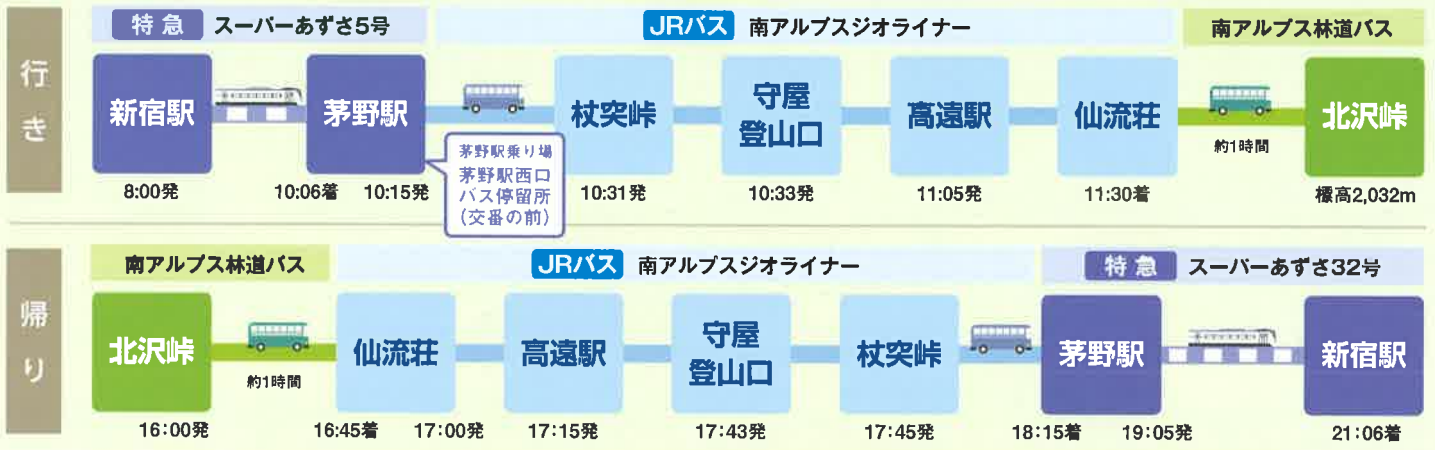 行き
特急 スーパーあずさ5号
JRバス 南アルプスジオライナー
南アルプス林道バス
新宿駅
茅野駅
杖突峠
守屋
登山口
高遠駅
仙流荘
約1時間
北沢峠
茅野駅乗り場
茅野駅西口
バス停留所
(交番の前)
8:00発
10:06着
10:15発
10:31発
10:33発
11:05発
11:30着
標高2,032m
帰り
南アルプス林道バス
JRバス 南アルプスジオライナー
特急 スーパーあずさ32号
北沢峠
約1時間
仙流荘
高遠駅
守屋
登山口
杖突峠
茅野駅
新宿駅
16:00発
16:45着
17:00発
17:15発
17:43発
17:45発
18:15着
19:05発
21:06着